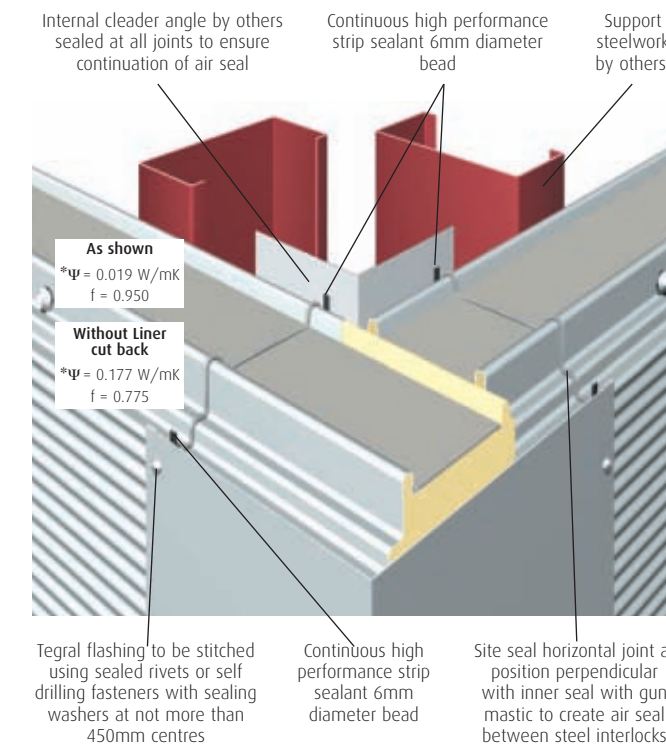 Internal cleader angle by others
sealed at all joints to ensure
continuation of air seal
Continuous high performance
strip sealant 6mm diameter
bead
Support
steelwork
by others
As shown
*Ψ = 0.019 W/mK
f = 0.950
Without Liner
cut back
*Ψ = 0.177 W/mK
f = 0.775
Tegral flashing to be stitched
using sealed rivets or self
drilling fasteners with sealing
washers at not more than
450mm centres
Continuous high
performance strip
sealant 6mm
diameter bead
Site seal horizontal joint a
position perpendicular
with inner seal with gun
mastic to create air seal
between steel interlocks